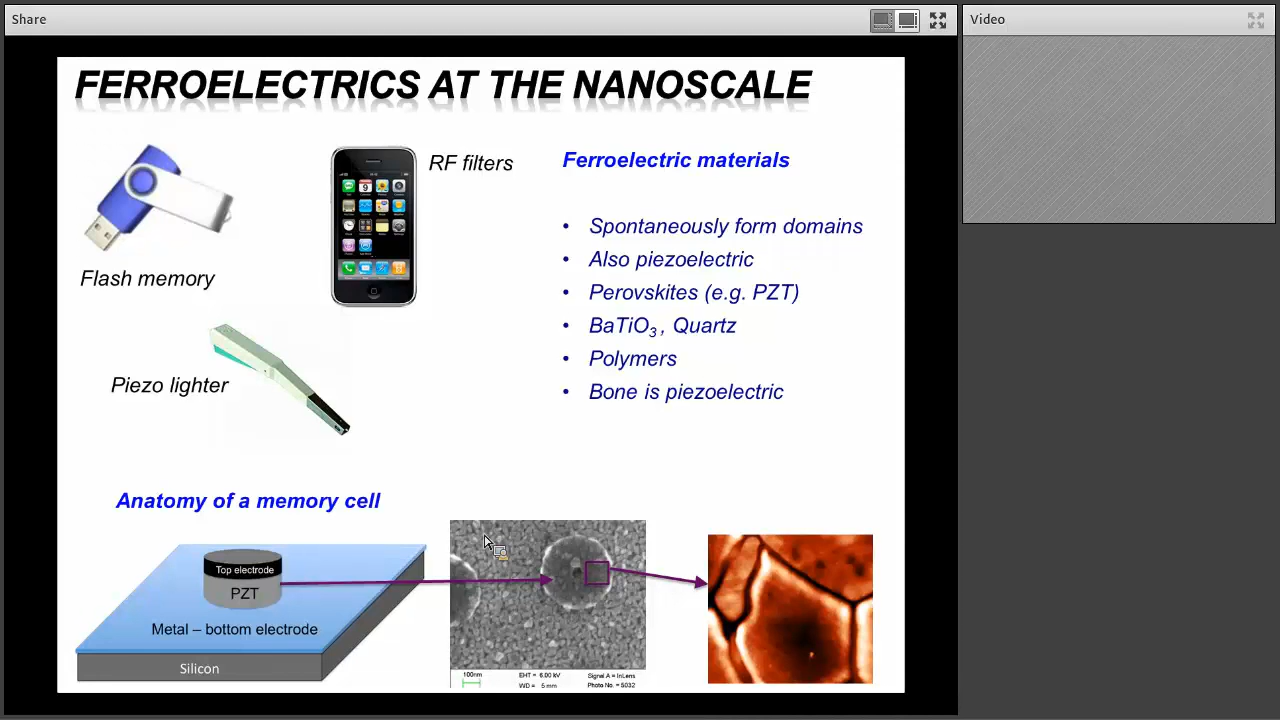 Share
Video
FERROELECTRICS AT THE NANOSCALE
RF filters
Flash memory
Piezo lighter
Ferroelectric materials
• Spontaneously form domains
• Also piezoelectric
• Perovskites (e.g. PZT)
• BaTiO₃ , Quartz
• Polymers
• Bone is piezoelectric
Anatomy of a memory cell
Top electrode
PZT
Metal – bottom electrode
Silicon
100nm
EHT = 6.00 kV
WD = 5 mm
Signal A = InLens
Photo No. = 5032